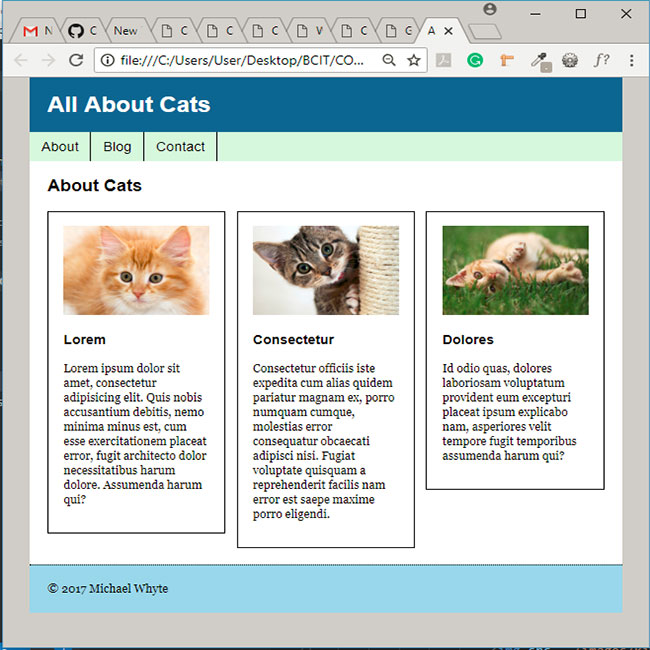 N
C
New
C
C
C
W
C
G
A
file:///C:/Users/User/Desktop/BCIT/CO...
f?
All About Cats
About
Blog
Contact
About Cats
Lorem
Lorem ipsum dolor sit
amet, consectetur
adipisicing elit. Quis nobis
accusantium debitis, nemo
minima minus est, cum
esse exercitationem placeat
error, fugit architecto dolor
necessitatibus harum
dolore. Assumenda harum
qui?
Consectetur
Consectetur officiis iste
expedita cum alias quidem
pariatur magnam ex, porro
numquam cumque,
molestias error
consequatur obcaecati
adipisci nisi. Fugiat
voluptate quisquam a
reprehenderit facilis nam
error est saepe maxime
porro eligendi.
Dolores
Id odio quas, dolores
laboriosam voluptatum
provident eum excepturi
placeat ipsum explicabo
nam, asperiores velit
tempore fugit temporibus
assumenda harum qui?
© 2017 Michael Whyte